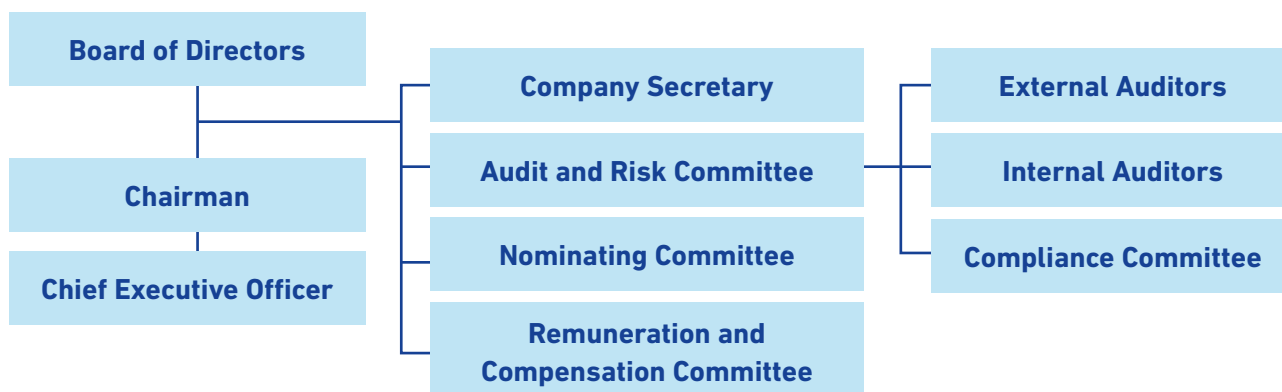 Board of Directors
Chairman
Chief Executive Officer
Company Secretary
Audit and Risk Committee
Nominating Committee
Remuneration and
Compensation Committee
External Auditors
Internal Auditors
Compliance Committee